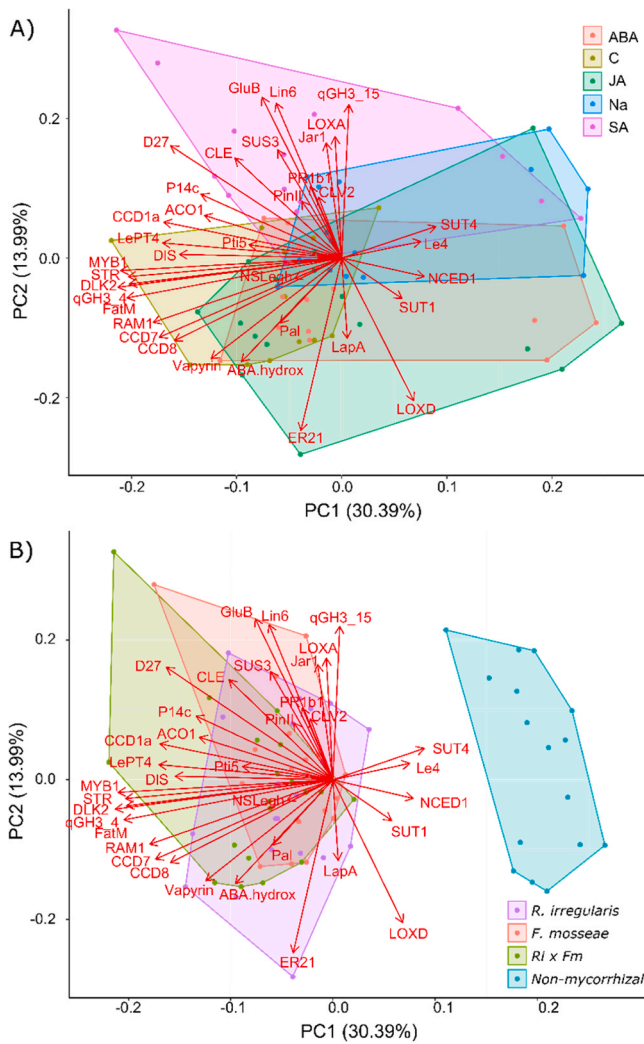 A)
ABA
C
JA
Na
SA
PC2 (13.99%)
0.2
0.0
-0.2
GluB
Lin6
qGH3_15
LOXA
Jar1
D27
CLE
SUS3
PR1b1
CLV2
PinII
P14c
ACO1
CCD1a
LePT4
Pti5
DIS
SUT4
Le4
MYB1
STR
DLK2
qGH3_4
FatM
NSLegh
NCED1
SUT1
RAM1
CCD7
CCD8
Pal
LapA
Vapyrin
ABA.hydrox
LOXD
ER21
-0.2
-0.1
0.0
0.1
0.2
PC1 (30.39%)
B)
PC2 (13.99%)
0.2
0.0
-0.2
GluB
Lin6
qGH3_15
LOXA
Jar1
D27
CLE
SUS3
PR1b1
CLV2
PinII
P14c
ACO1
CCD1a
LePT4
Pti5
DIS
SUT4
Le4
MYB1
STR
DLK2
qGH3_4
FatM
NSLegh
NCED1
SUT1
RAM1
CCD7
CCD8
Pal
LapA
Vapyrin
ABA.hydrox
LOXD
ER21
R. irregularis
F. mosseae
Ri x Fm
Non-mycorrhizal
-0.2
-0.1
0.0
0.1
0.2
PC1 (30.39%)